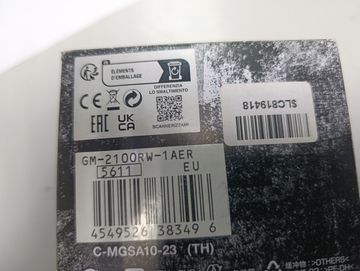 FR
ÉLÉMENTS
D'EMBALLAGE
DIFFERENZIA
LO SMALTIMENTO
CE
EAC
UK
CA
SCANNERIZZAMI
SLC819418
GM-2100RW-1AER
5611 EU
4549526 38349 6
C-MGSA10-23 (TH)
>OTHERS<